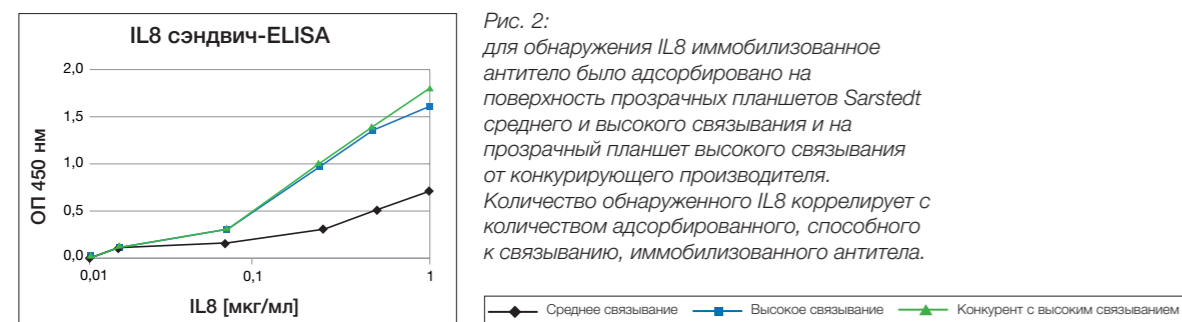 IL8 сэндвич-ELISA
2,0
1,5
1,0
0,5
0,0
ОП 450 нм
0,01
0,1
1
IL8 [мкг/мл]
Рис. 2:
для обнаружения IL8 иммобилизованное
антитело было адсорбировано на
поверхность прозрачных планшетов Sarstedt
среднего и высокого связывания и на
прозрачный планшет высокого связывания
от конкурирующего производителя.
Количество обнаруженного IL8 коррелирует с
количеством адсорбированного, способного
к связыванию, иммобилизованного антитела.
Среднее связывание Высокое связывание Конкурент с высоким связыванием